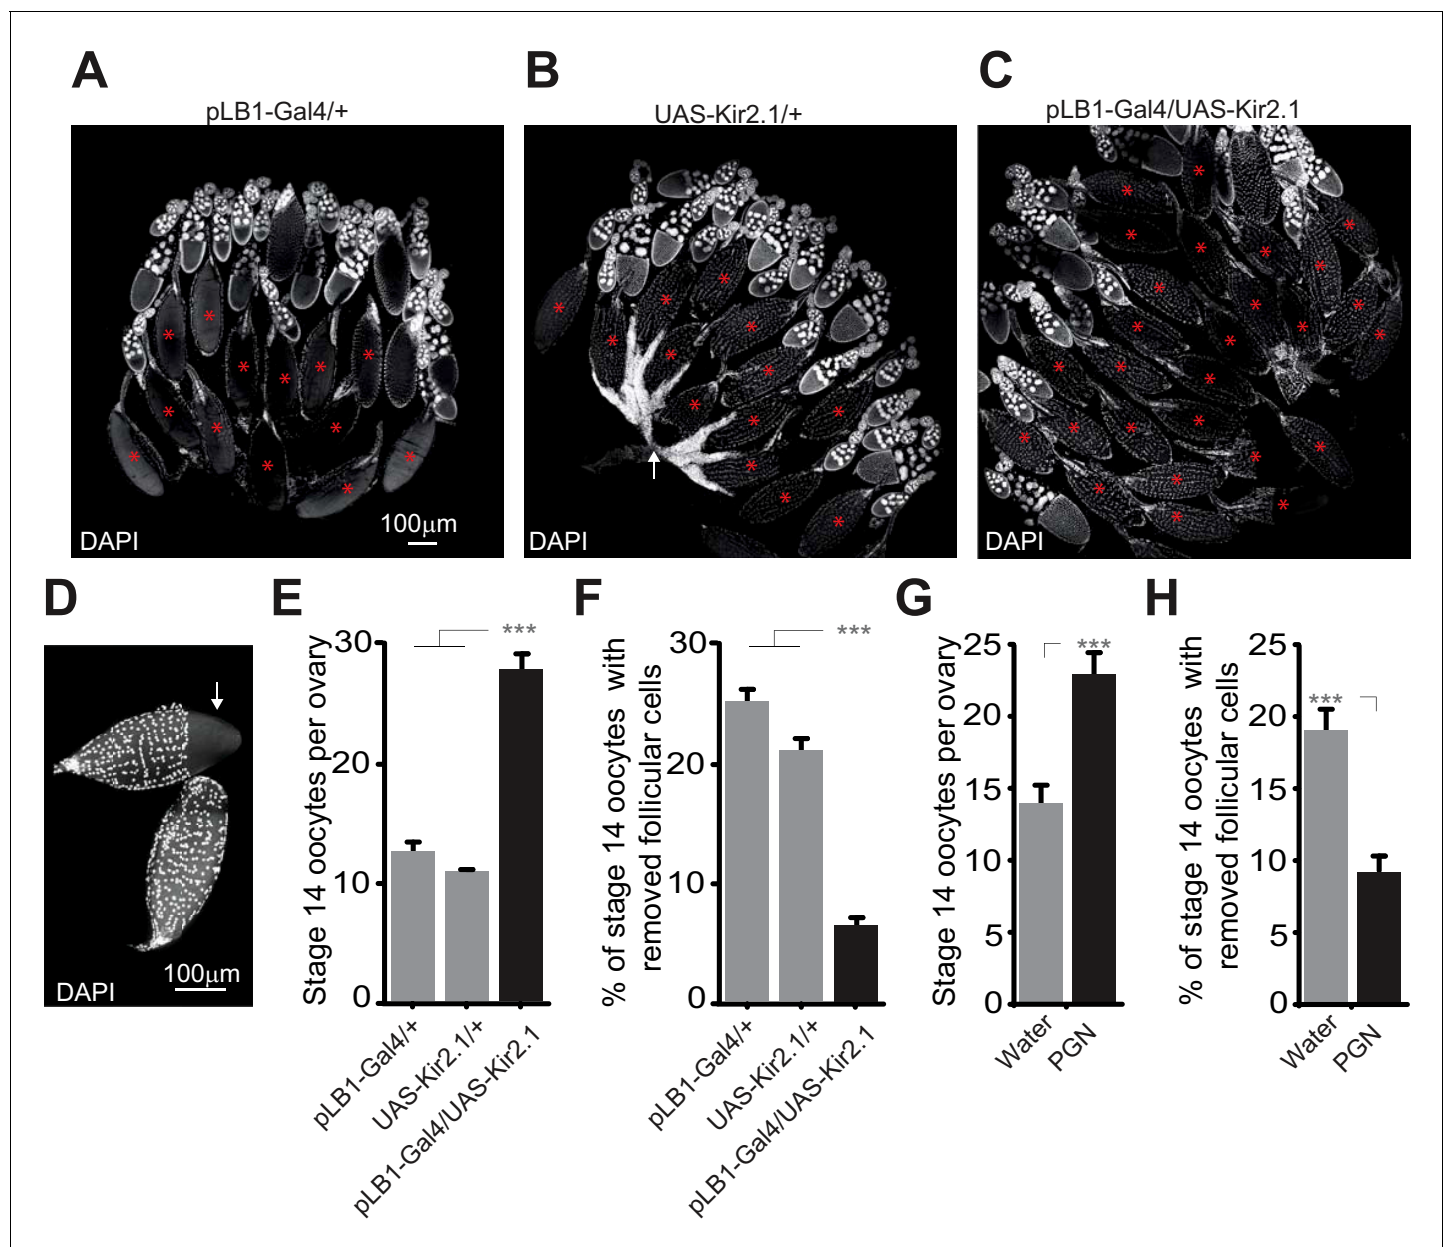 A
B
C
pLB1-Gal4/+
UAS-Kir2.1/+
pLB1-Gal4/UAS-Kir2.1
DAPI
100µm
DAPI
DAPI
D
E
F
G
H
DAPI
100µm
Stage 14 oocytes per ovary
30
20
10
0
***
pLB1-Gal4/+
UAS-Kir2.1/+
pLB1-Gal4/UAS-Kir2.1
% of stage 14 oocytes with
removed follicular cells
30
20
10
0
***
pLB1-Gal4/+
UAS-Kir2.1/+
pLB1-Gal4/UAS-Kir2.1
Stage 14 oocytes per ovary
25
20
15
10
5
0
***
Water
PGN
% of stage 14 oocytes with
removed follicular cells
25
20
15
10
5
0
***
Water
PGN